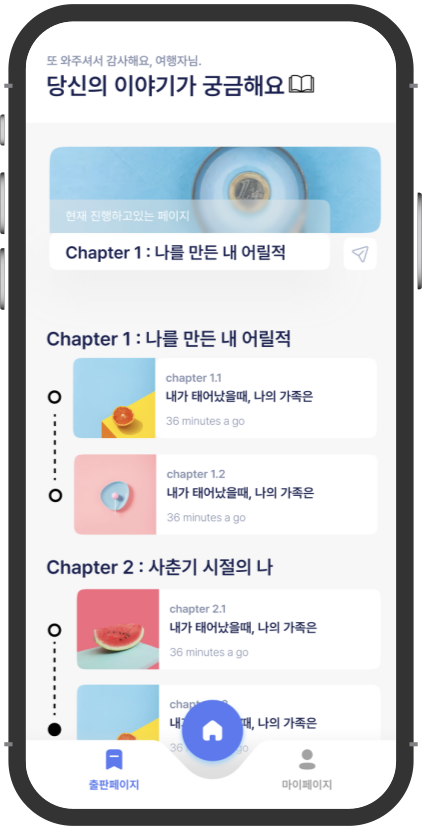 또 와주셔서 감사해요, 여행자님.
당신의 이야기가 궁금해요
현재 진행하고있는 페이지
Chapter 1 : 나를 만든 내 어릴적
Chapter 1 : 나를 만든 내 어릴적
chapter 1.1
내가 태어났을때, 나의 가족은
36 minutes a go
chapter 1.2
내가 태어났을때, 나의 가족은
36 minutes a go
Chapter 2 : 사춘기 시절의 나
chapter 2.1
내가 태어났을때, 나의 가족은
36 minutes a go
나의 가족은
36
go
출판페이지
마이페이지